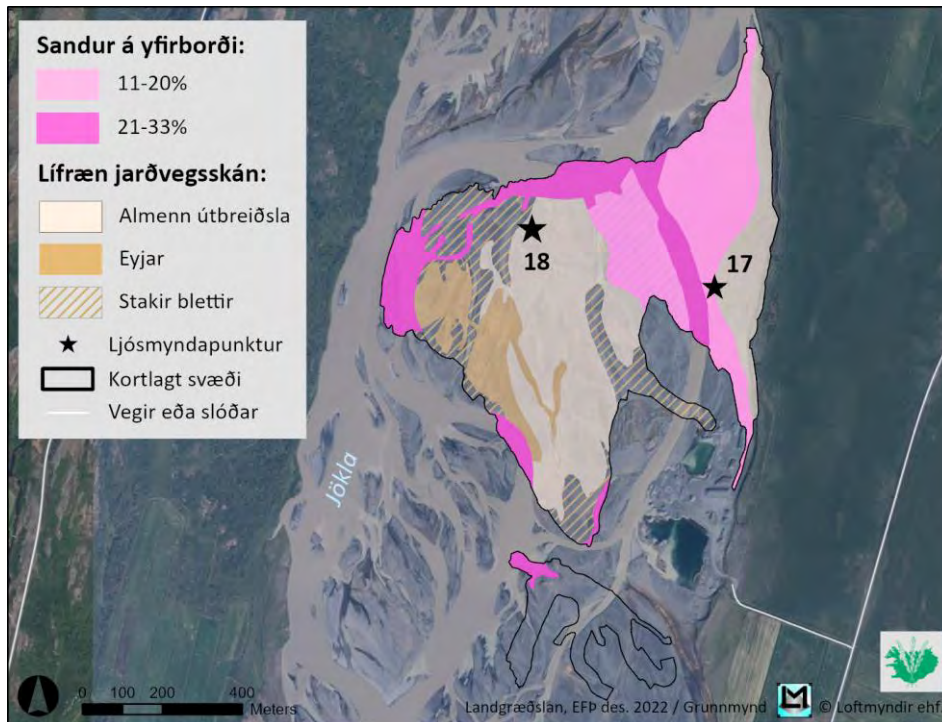 Sandur á yfirborði:
11-20%
21-33%
Lífræn jarðvegsskán:
Almenn útbreiðsla
Eyjar
Stakir blettir
Ljósmyndapunktur
Kortlagt svæði
Vegir eða slóðar
18
17
Jökla
0 100 200 400
Meters
Landgræðslan, EFÞ des. 2022 / Grunnmynd © Loftmyndir ehf